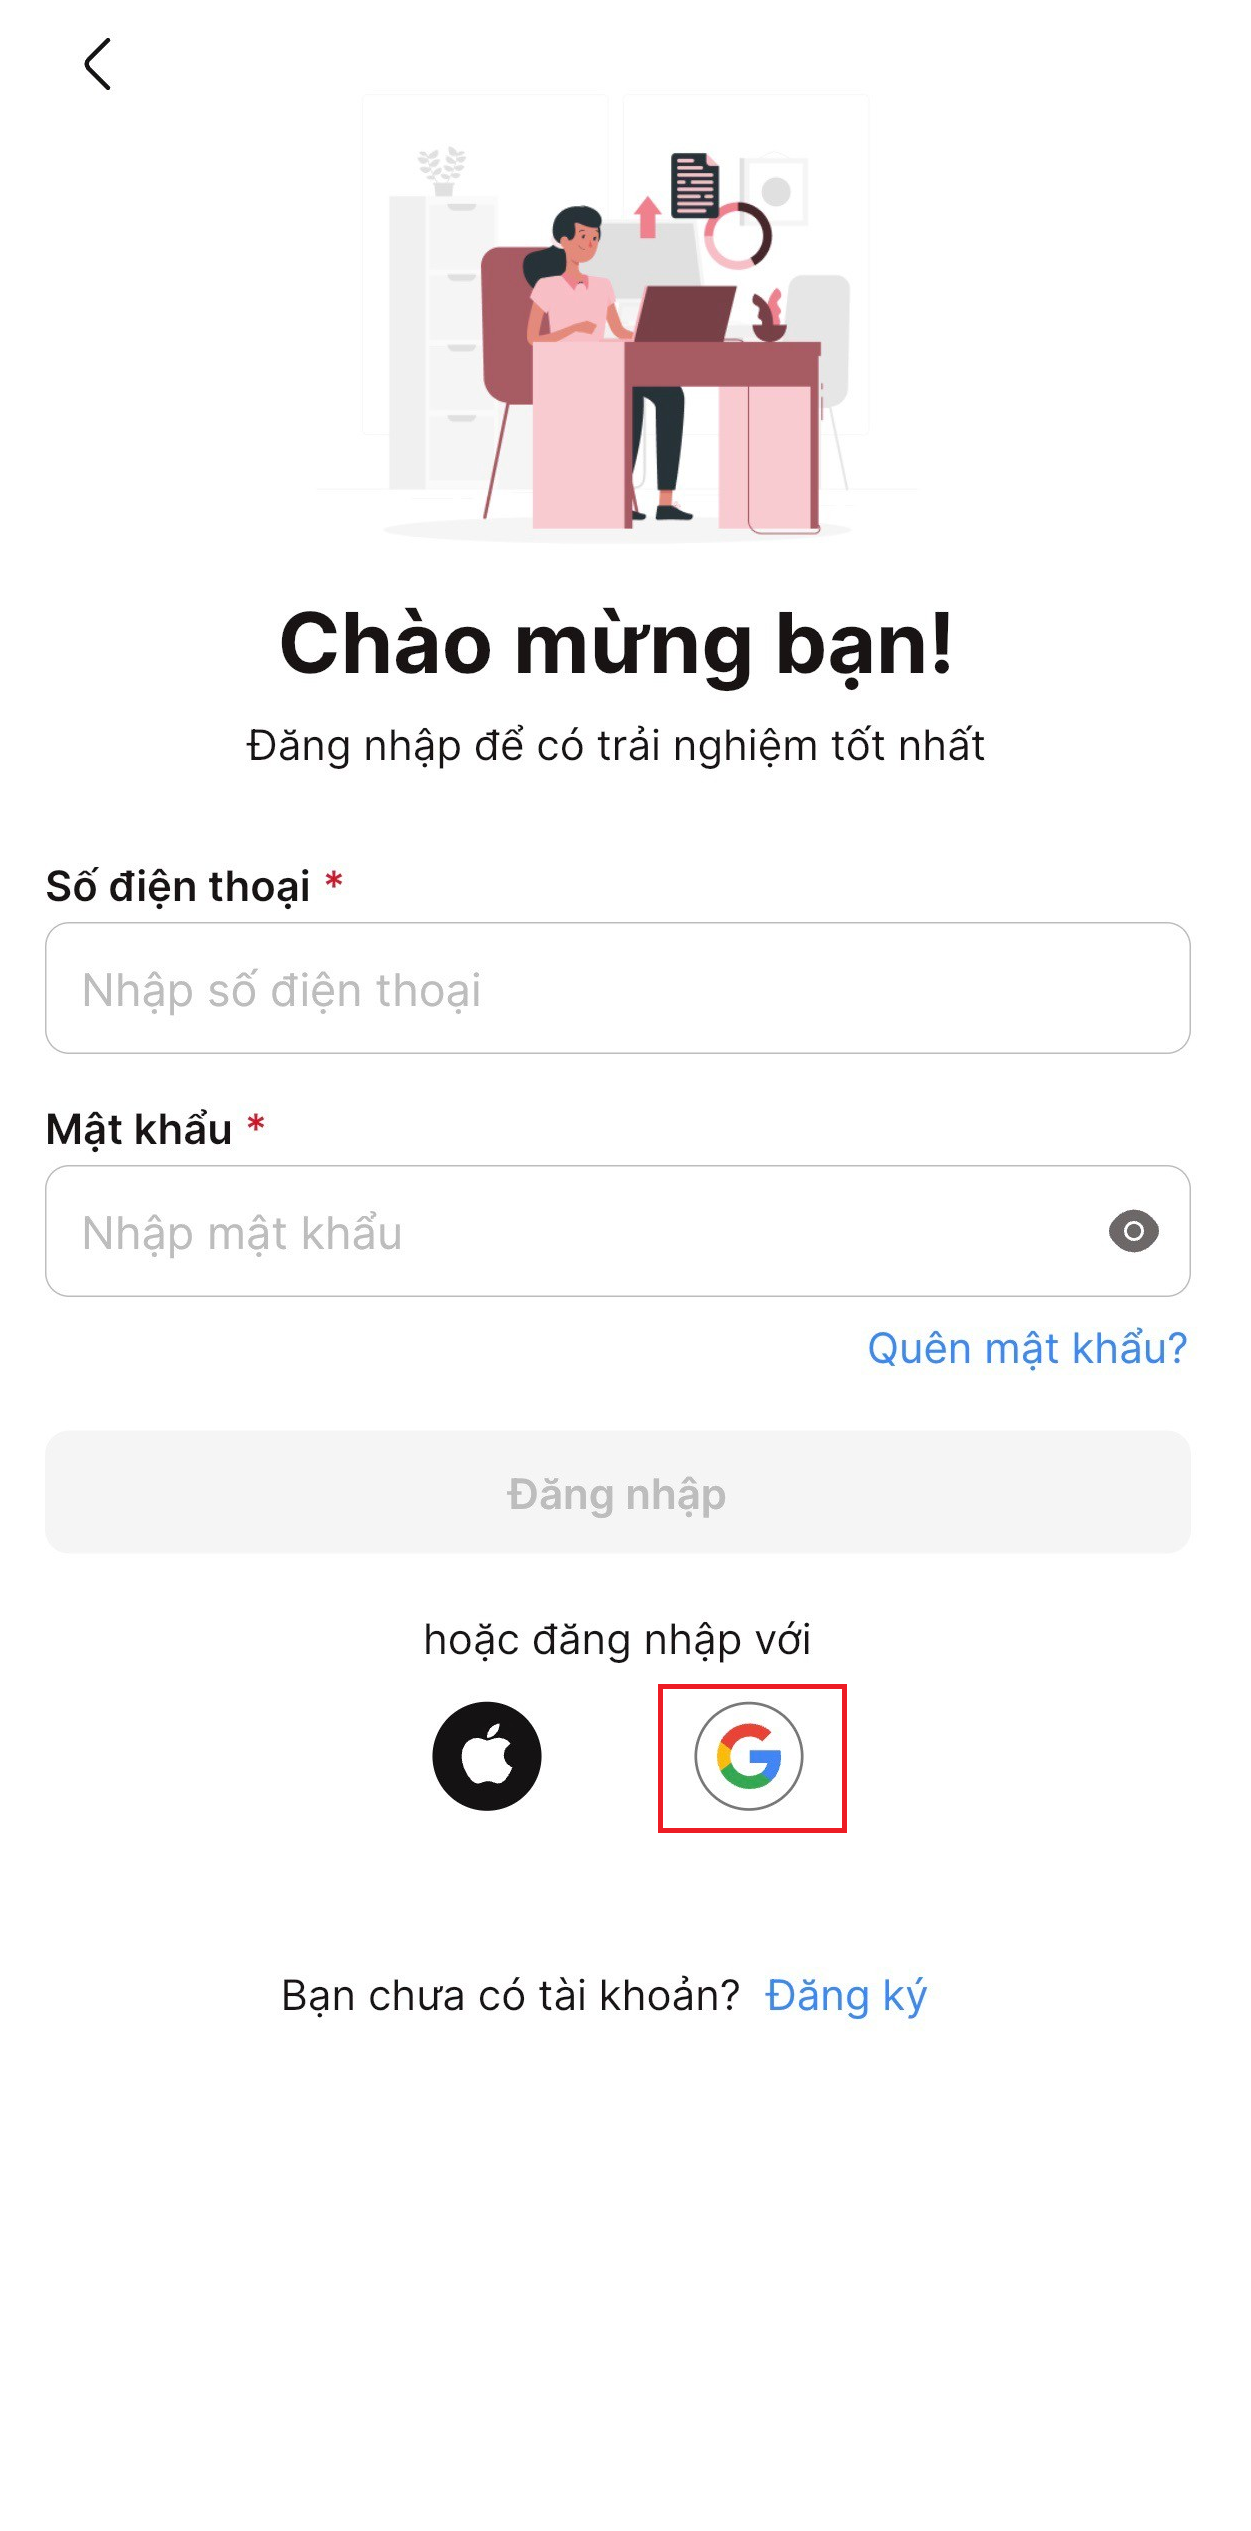 Chào mừng bạn!
Đăng nhập để có trải nghiệm tốt nhất
Số điện thoại *
Nhập số điện thoại
Mật khẩu *
Nhập mật khẩu
Quên mật khẩu?
Đăng nhập
hoặc đăng nhập với
Bạn chưa có tài khoản? Đăng ký